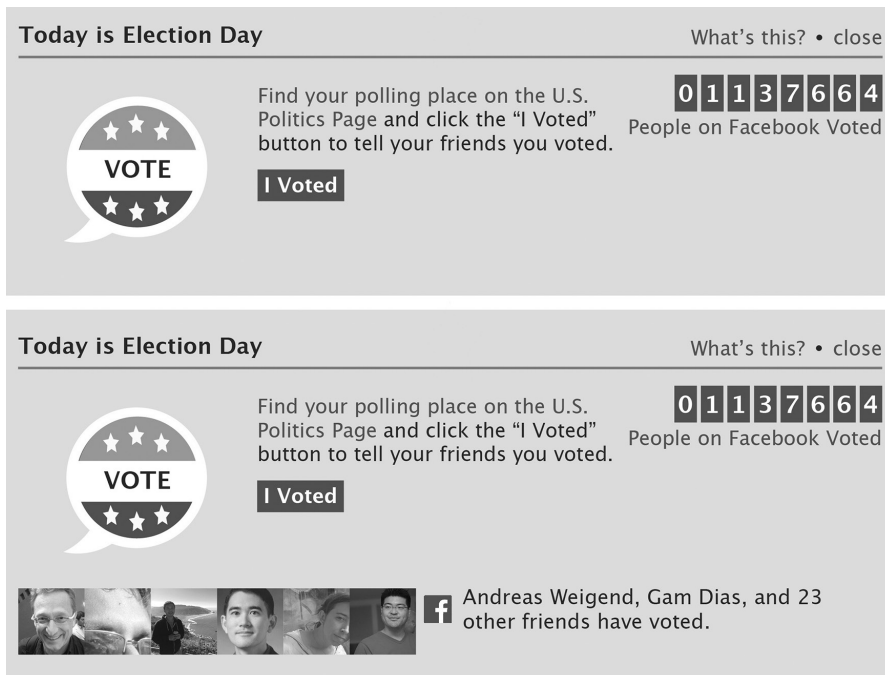 Today is Election Day
What's this? • close
Find your polling place on the U.S.
Politics Page and click the “I Voted”
button to tell your friends you voted.
I Voted
VOTE
01137664
People on Facebook Voted
Today is Election Day
What's this? • close
Find your polling place on the U.S.
Politics Page and click the “I Voted”
button to tell your friends you voted.
I Voted
VOTE
01137664
People on Facebook Voted
f
Andreas Weigend, Gam Dias, and 23
other friends have voted.